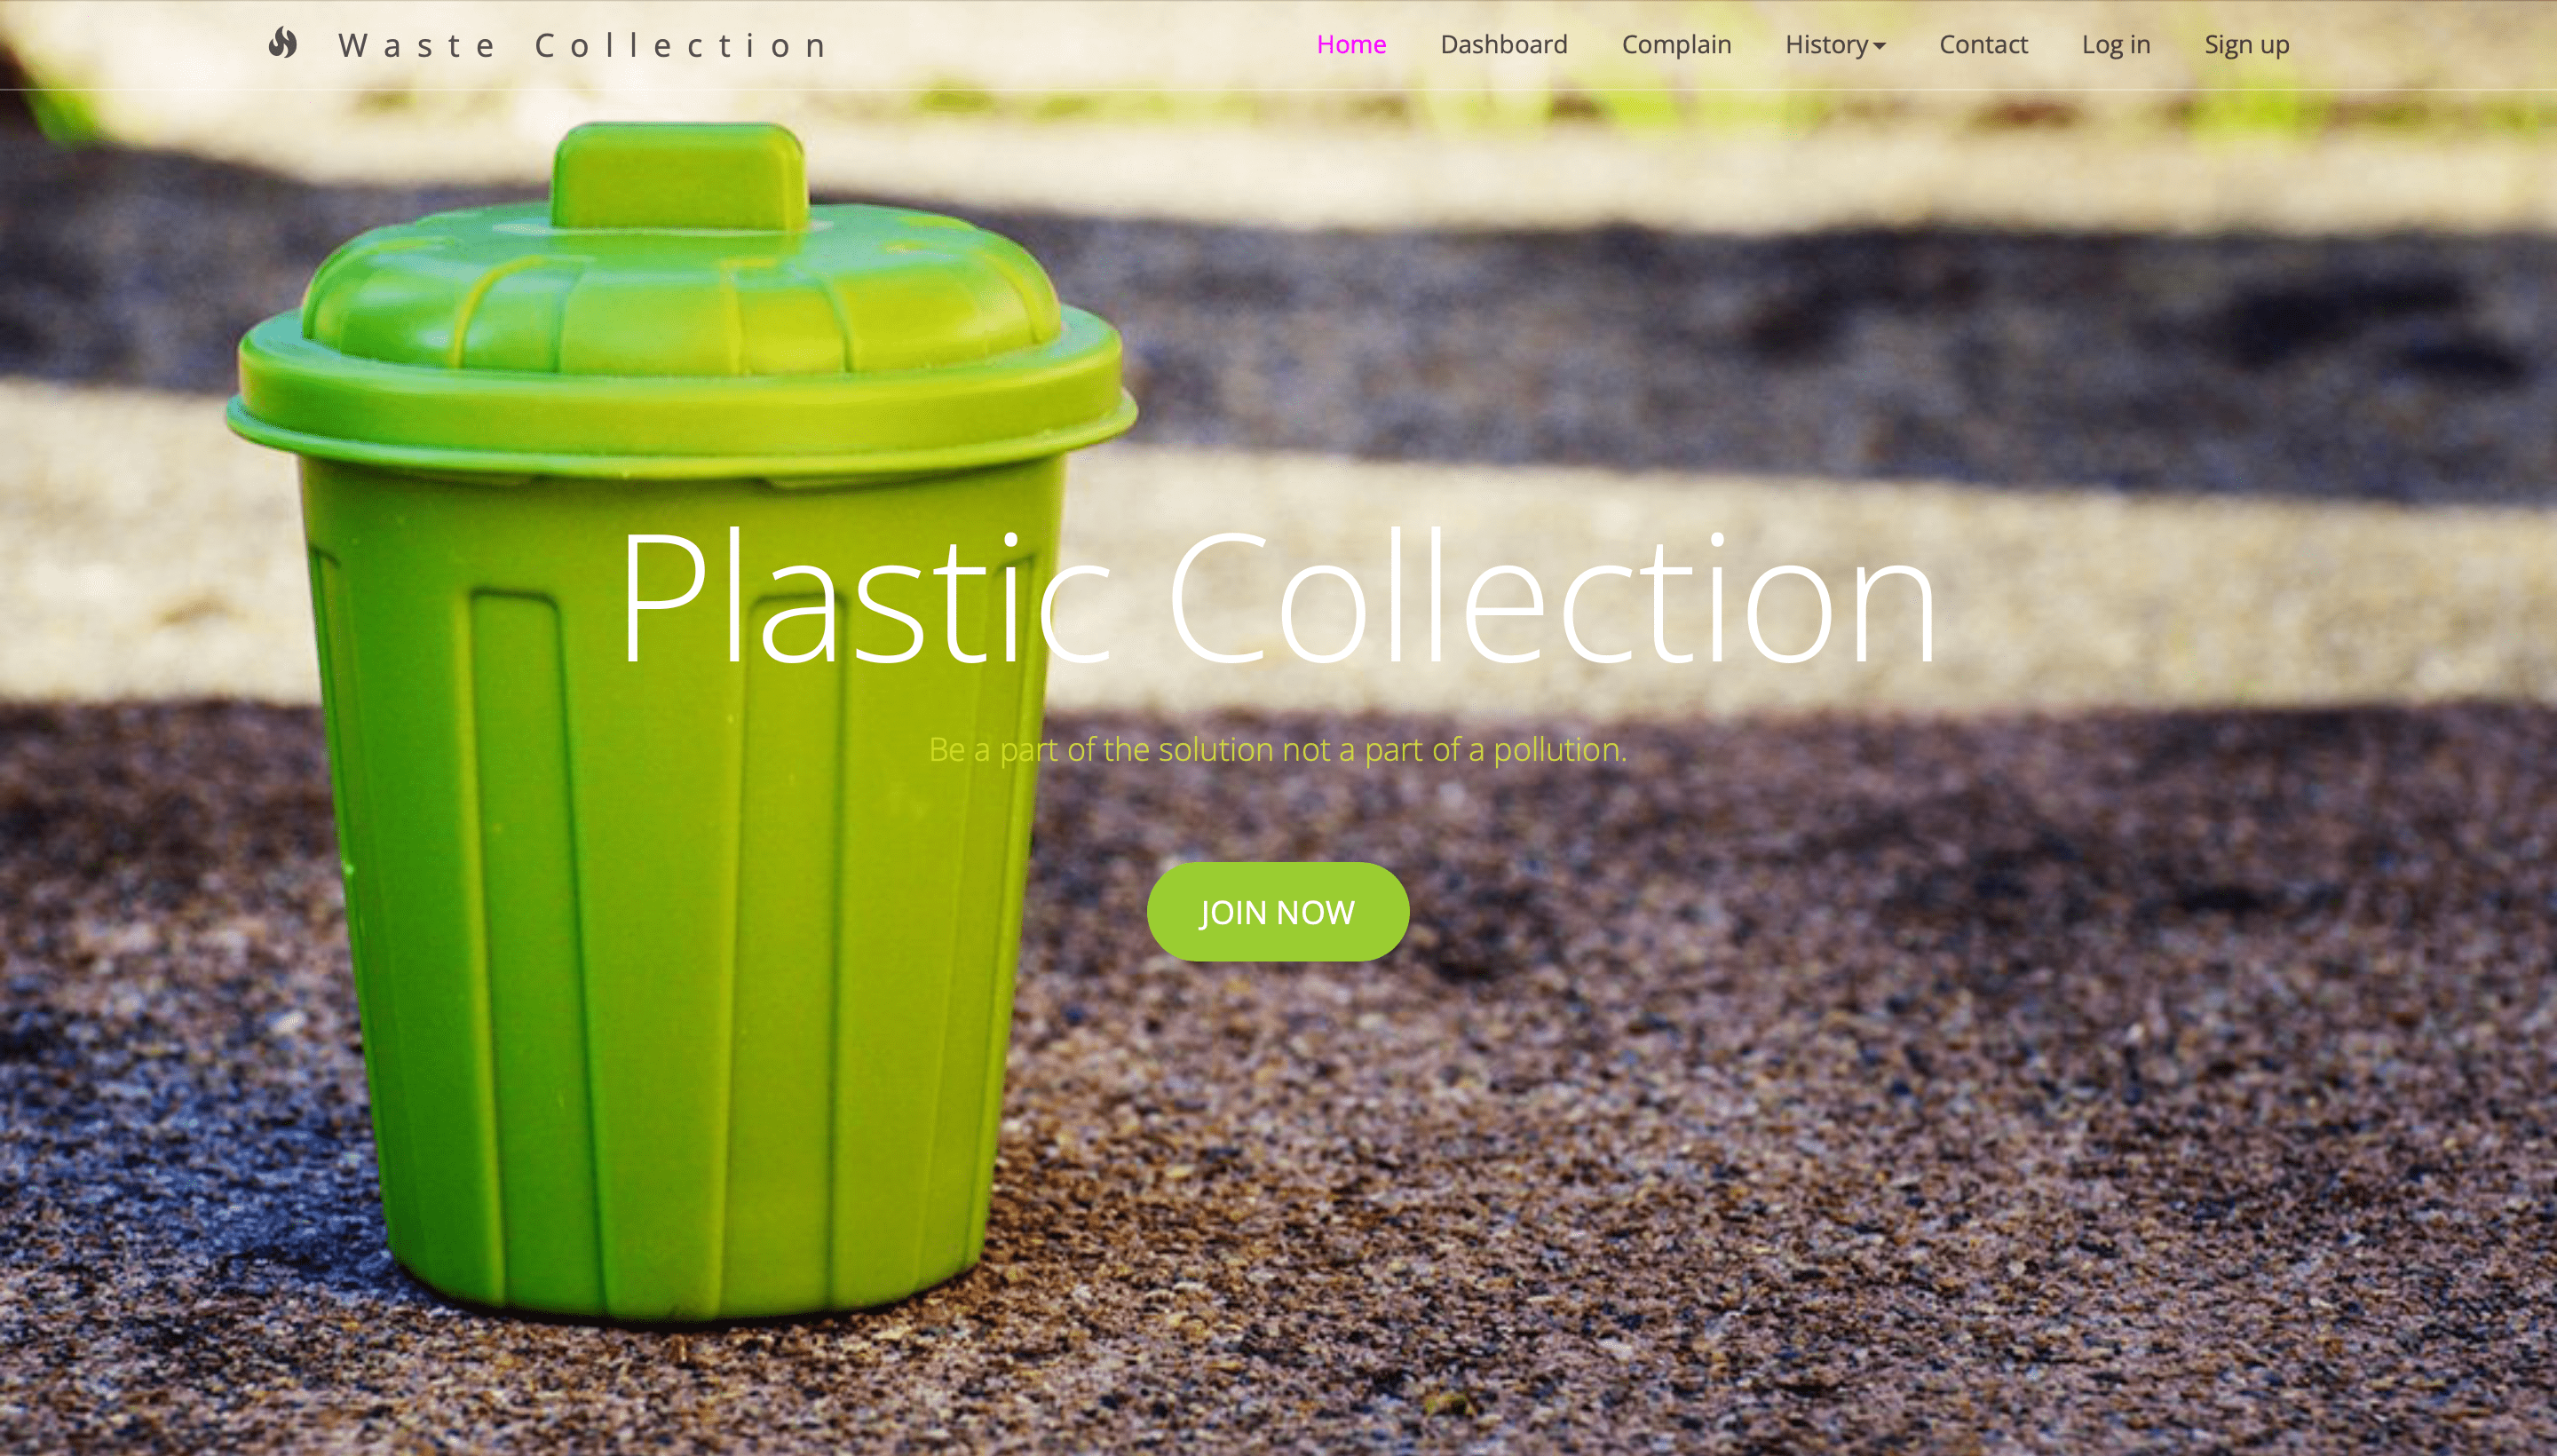 Waste Collection
Home Dashboard Complain History Contact Log in Sign up
Plastic Collection
Be a part of the solution not a part of a pollution.
JOIN NOW